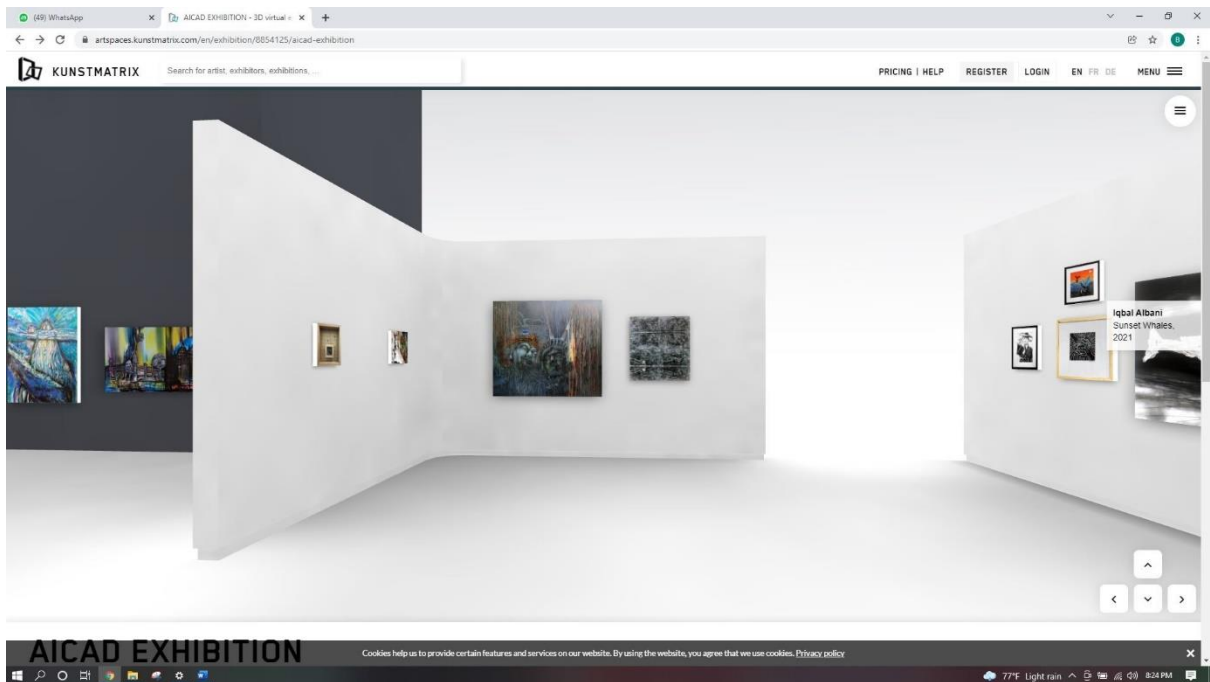 (49) WhatsApp
AICAD EXHIBITION - 3D virtual e
artspaces.kunstmatrix.com/en/exhibition/8854125/aicad-exhibition
B
KUNSTMATRIX
Search for artist, exhibitors, exhibitions, ...
PRICING | HELP REGISTER LOGIN EN FR DE MENU
Iqbal Albani
Sunset Whales,
2021
AICAD EXHIBITION
Cookies help us to provide certain features and services on our website. By using the website, you agree that we use cookies. Privacy policy
77°F Light rain 8:24 PM